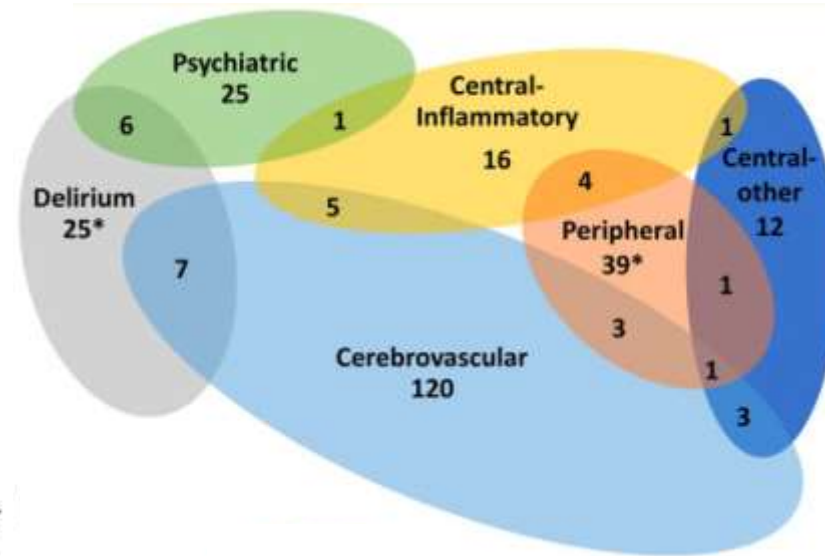 Psychiatric
25
6
1
Central-
Inflammatory
16
1
Central-
other
12
4
Delirium
25*
5
7
Peripheral
39*
1
3
1
3
Cerebrovascular
120